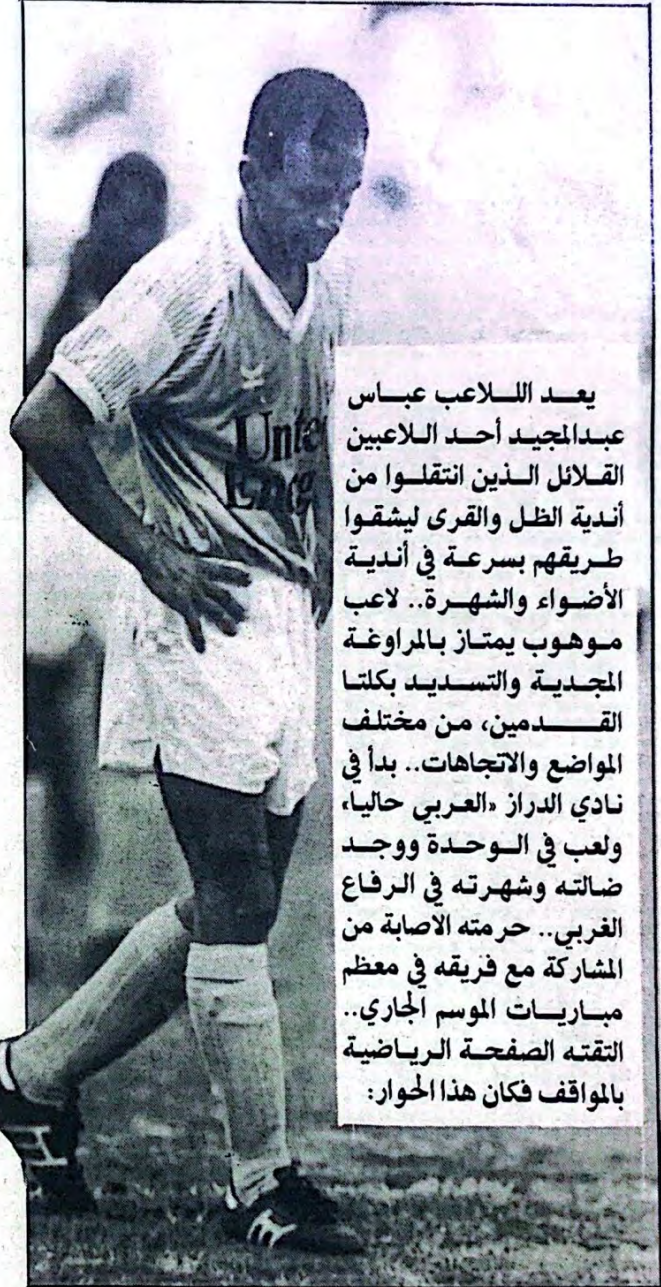 يعد اللاعب عباس
عبدالمجيد أحد اللاعبين
القلائل الذين انتقلوا من
أندية الظل والقرى ليشقوا
طريقهم بسرعة في أندية
الأضواء والشهرة.. لاعب
موهوب يمتاز بالمراوغة
المجدية والتسديد بكلتا
القدمين، من مختلف
المواضع والاتجاهات.. بدأ في
نادي الدراز «العربي حاليا»
ولعب في الوحدة ووجد
ضالته وشهرته في الرفاع
الغربي.. حرمته الاصابة من
المشاركة مع فريقه في معظم
مباريات الموسم الجاري..
التقته الصفحة الرياضية
بالمواقف فكان هذا الحوار: